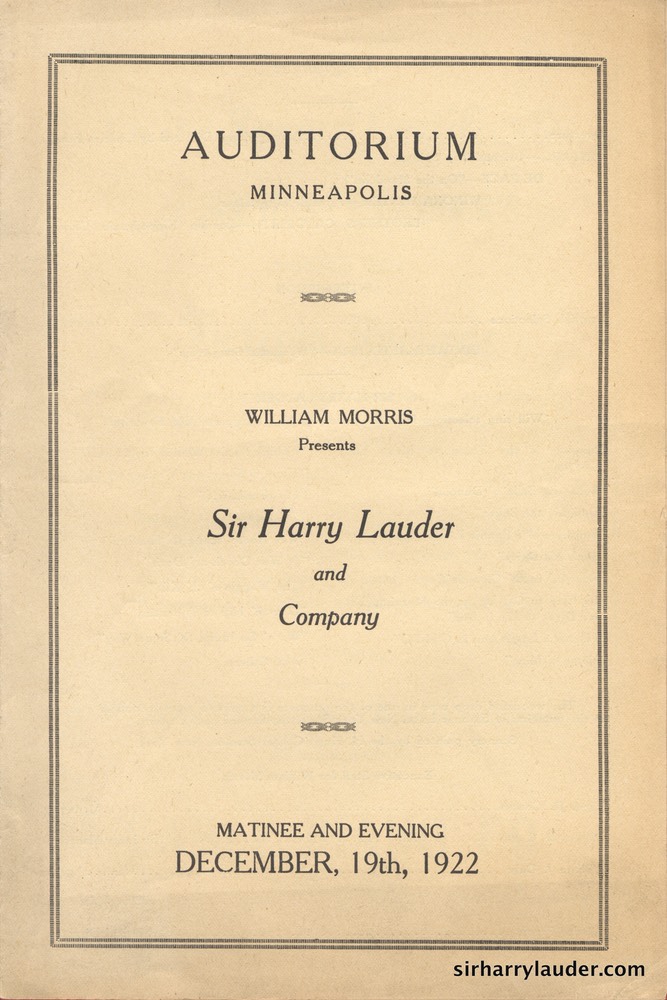 AUDITORIUM
MINNEAPOLIS
WILLIAM MORRIS
Presents
Sir Harry Lauder
and
Company
MATINEE AND EVENING
DECEMBER, 19th, 1922
sirharrylauder.com